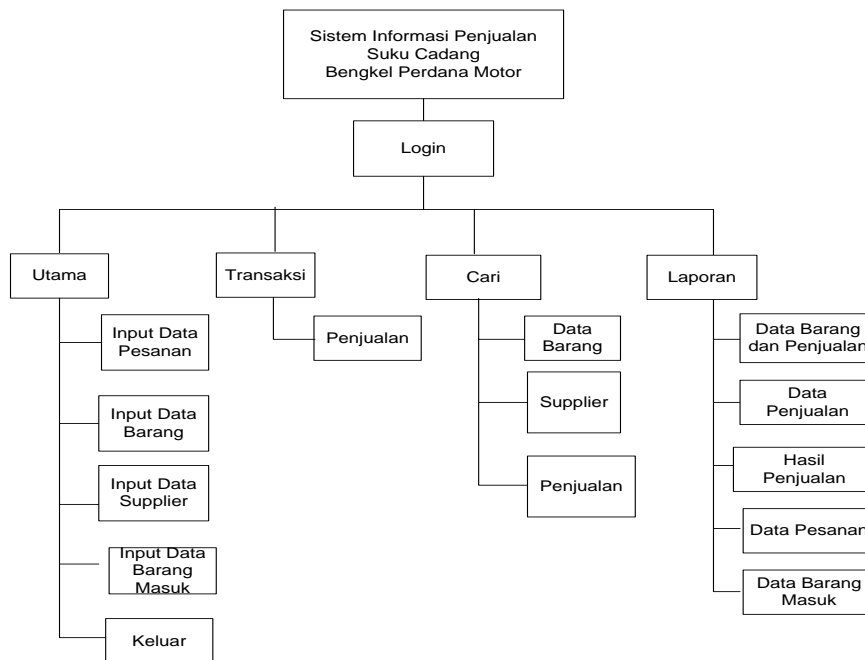 Sistem Informasi Penjualan
Suku Cadang
Bengkel Perdana Motor
Login
Utama
Transaksi
Cari
Laporan
Input Data
Pesanan
Input Data
Barang
Input Data
Supplier
Input Data
Barang
Masuk
Keluar
Penjualan
Data
Barang
Supplier
Penjualan
Data Barang
dan Penjualan
Data
Penjualan
Hasil
Penjualan
Data Pesanan
Data Barang
Masuk